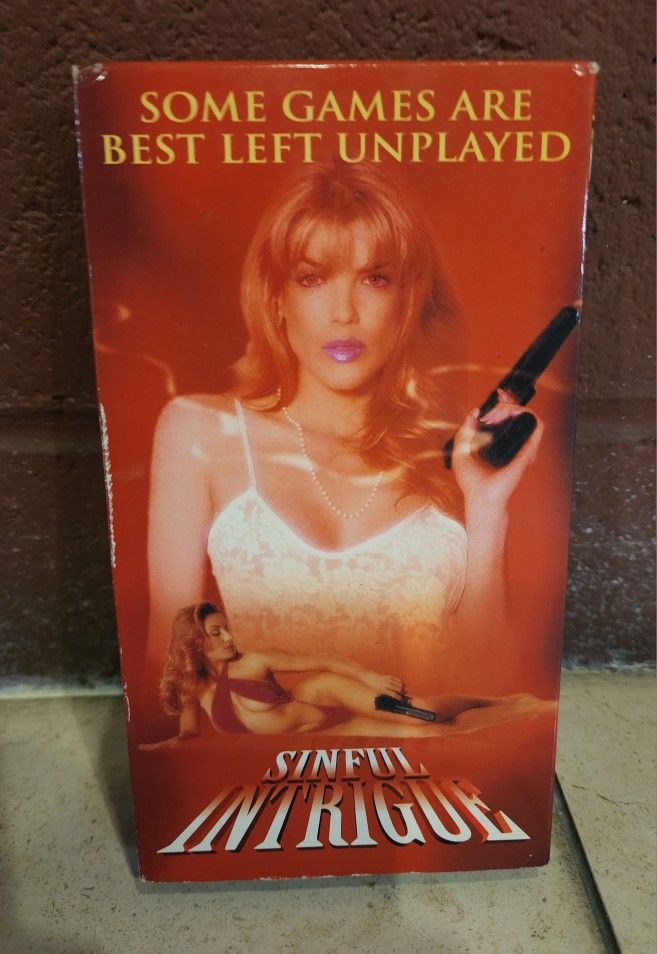 SOME GAMES ARE
BEST LEFT UNPLAYED
SINFUL
INTRIGUE